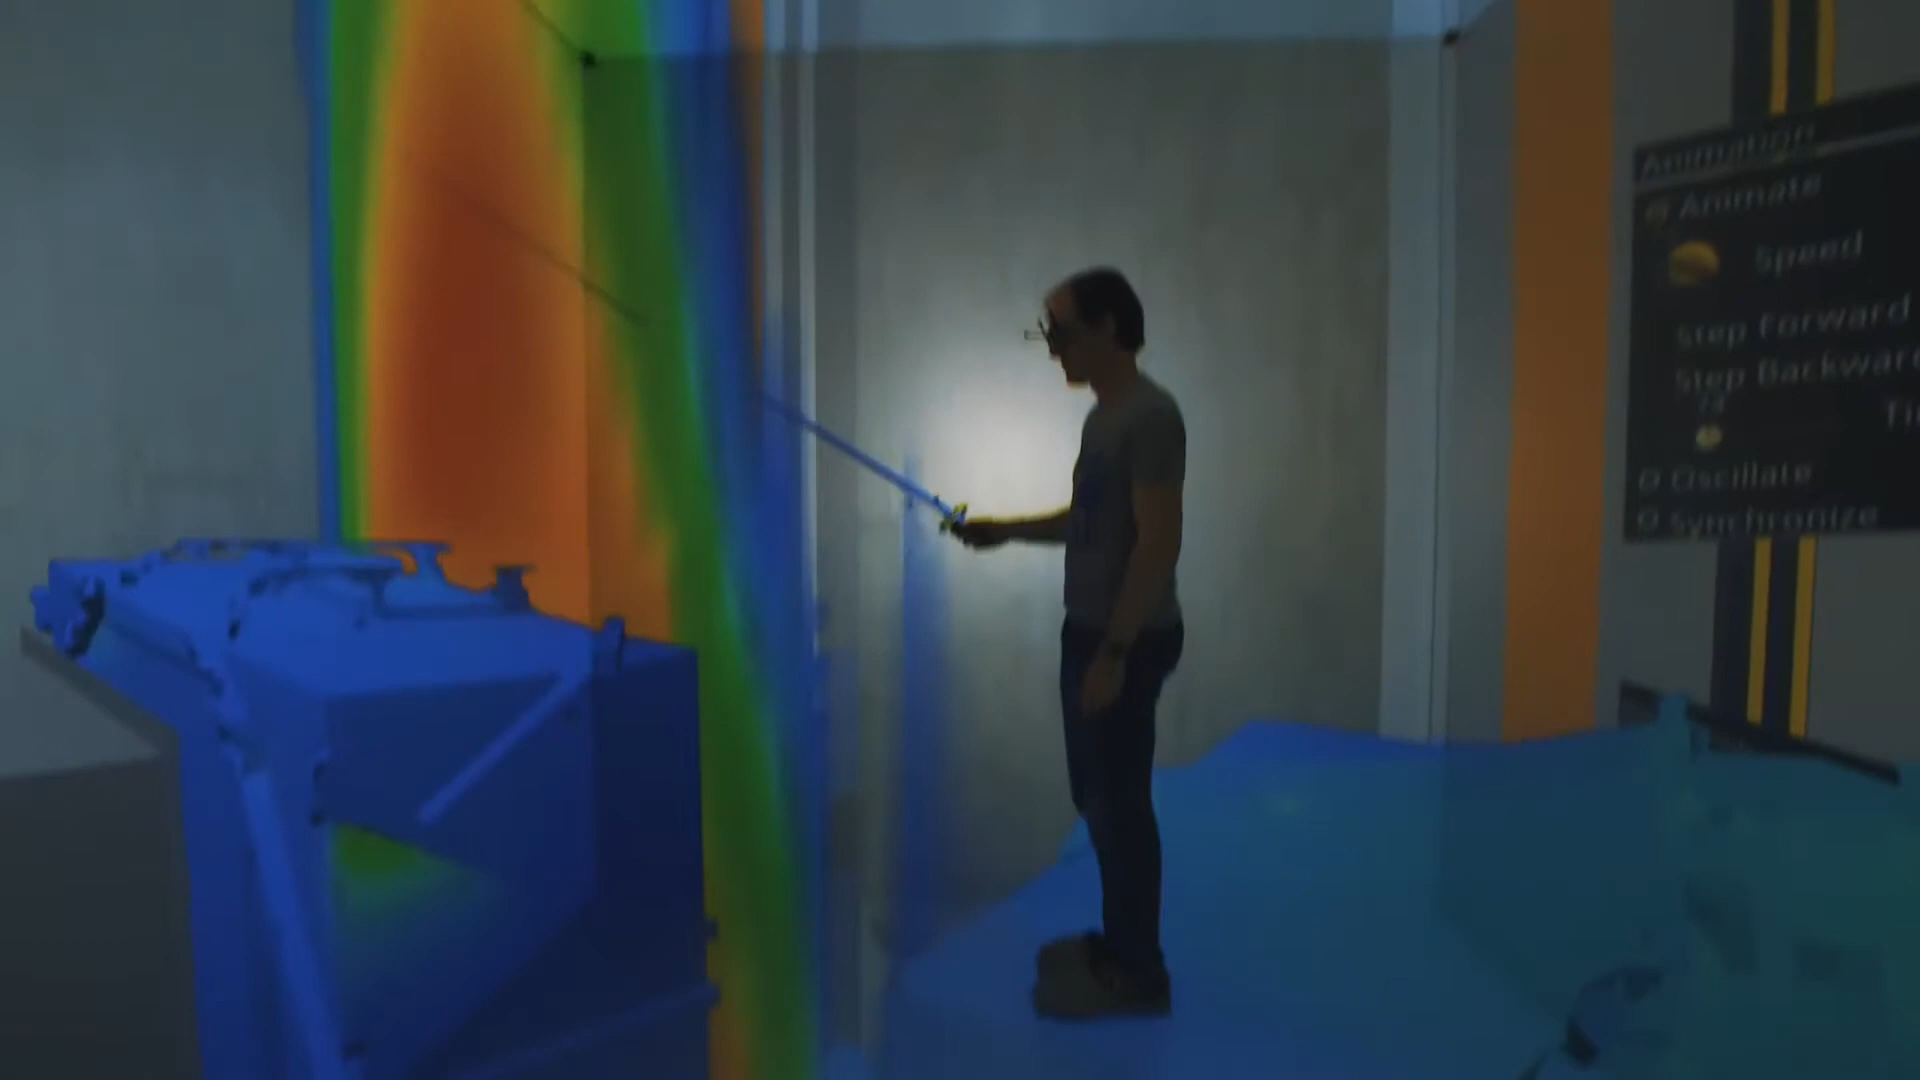 Animation
Animate
Speed
Step Forward
Step Backward
Oscillate
Synchronize